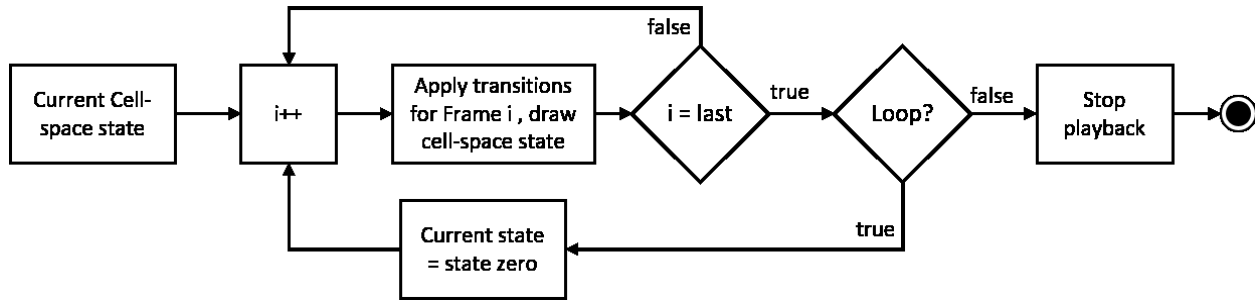 false
Current Cell-
space state
i++
Apply transitions
for Frame i , draw
cell-space state
i = last
true
Loop?
false
Stop
playback
Current state
= state zero
true